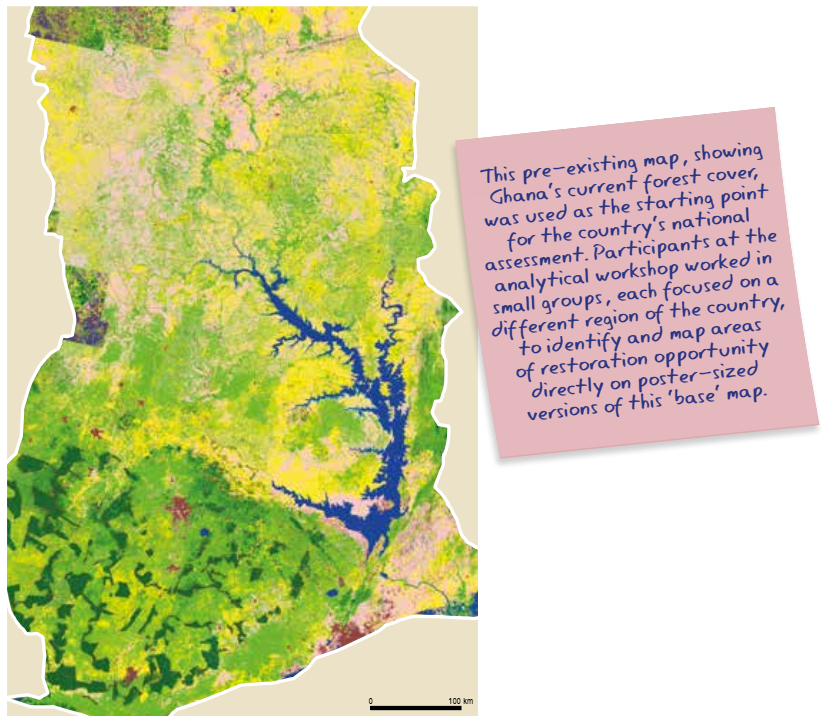 This pre-existing map, showing
Ghana's current forest cover,
was used as the starting point
for the country's national
assessment. Participants at the
analytical workshop worked in
small groups, each focused on a
different region of the country,
to identify and map areas
of restoration opportunity
directly on poster-sized
versions of this 'base' map.
0 100 km